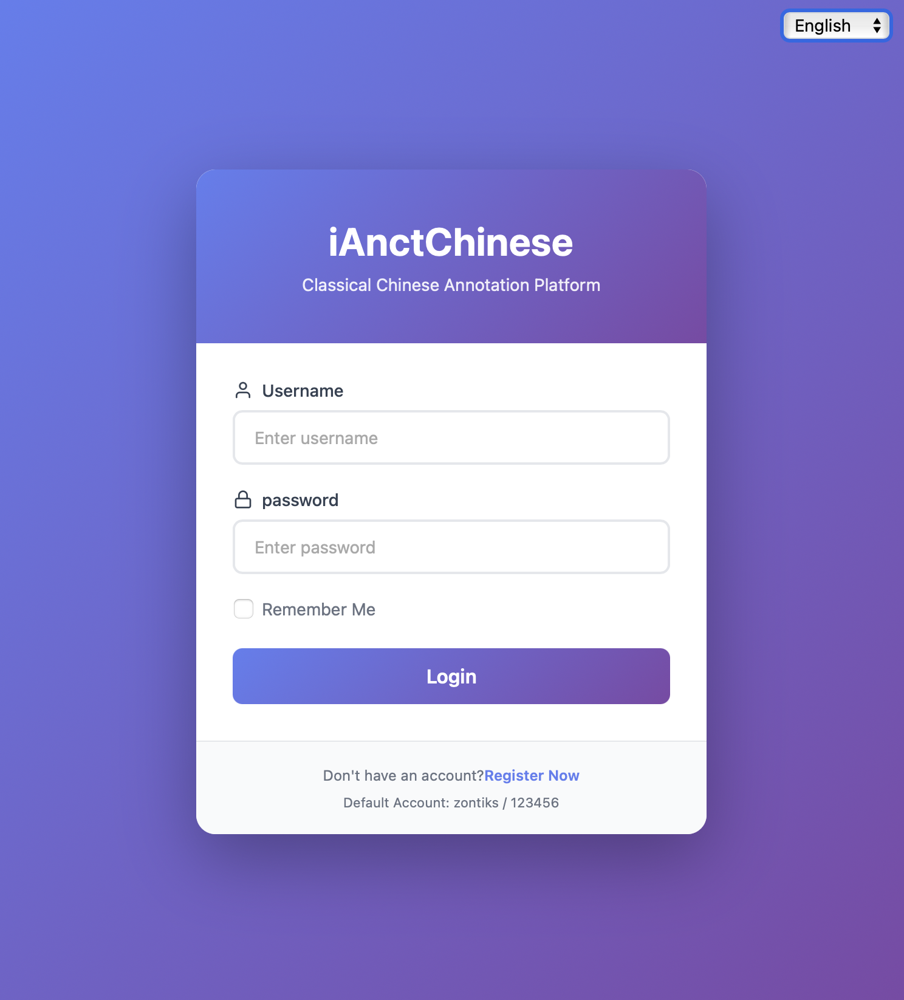 English
iAnctChinese
Classical Chinese Annotation Platform
Username
Enter username
password
Enter password
Remember Me
Login
Don't have an account?Register Now
Default Account: zontiks / 123456